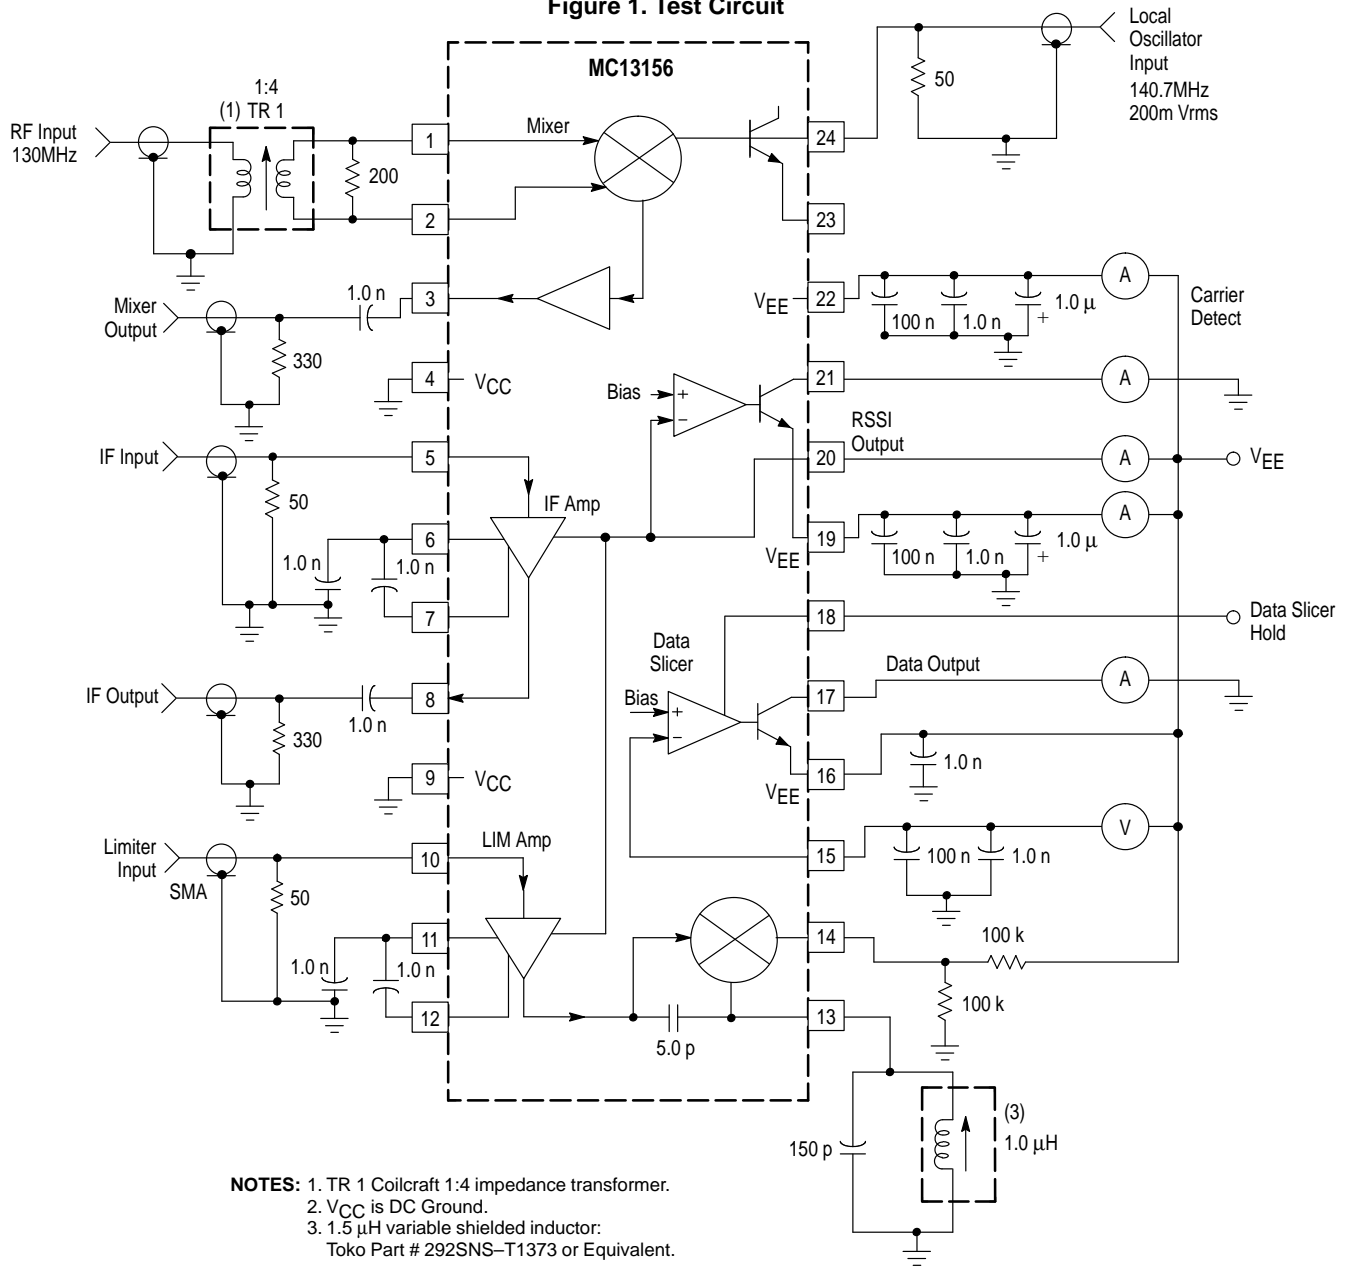 Figure 1. Test Circuit
MC13156
Local
Oscillator
Input
140.7MHz
200m Vrms
50
1:4
(1) TR 1
RF Input
130MHz
200
1
2
Mixer
24
23
Mixer
Output
1.0 n
3
330
VEE
22
100 n
1.0 n
1.0 µ
+
A
Carrier
Detect
4
VCC
Bias
+
–
21
A
RSSI
Output
20
A
VEE
IF Input
5
50
IF Amp
6
1.0 n
1.0 n
7
VEE
19
100 n
1.0 n
1.0 µ
+
A
18
Data Slicer
Hold
Data
Slicer
Bias
+
–
Data Output
17
A
IF Output
8
1.0 n
330
VEE
16
1.0 n
9
VCC
15
100 n
1.0 n
V
Limiter
Input
SMA
10
LIM Amp
50
11
1.0 n
1.0 n
12
14
100 k
100 k
13
5.0 p
150 p
(3)
1.0 µH
NOTES: 1. TR 1 Coilcraft 1:4 impedance transformer.
2. VCC is DC Ground.
3. 1.5 µH variable shielded inductor:
Toko Part # 292SNS–T1373 or Equivalent.